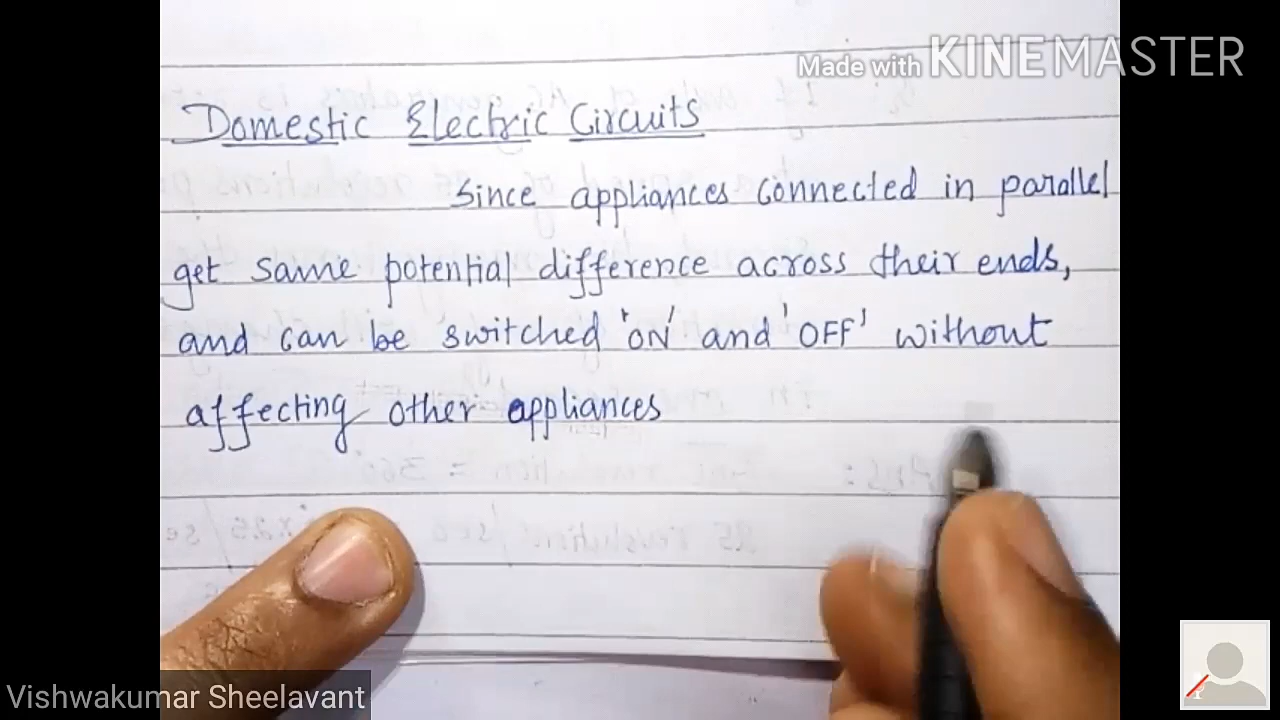 Made with KINEMASTER
Domestic Electric Circuits
Since appliances connected in parallel
get same potential difference across their ends,
and can be switched 'ON' and 'OFF' without
affecting other appliances
Vishwakumar Sheelavant